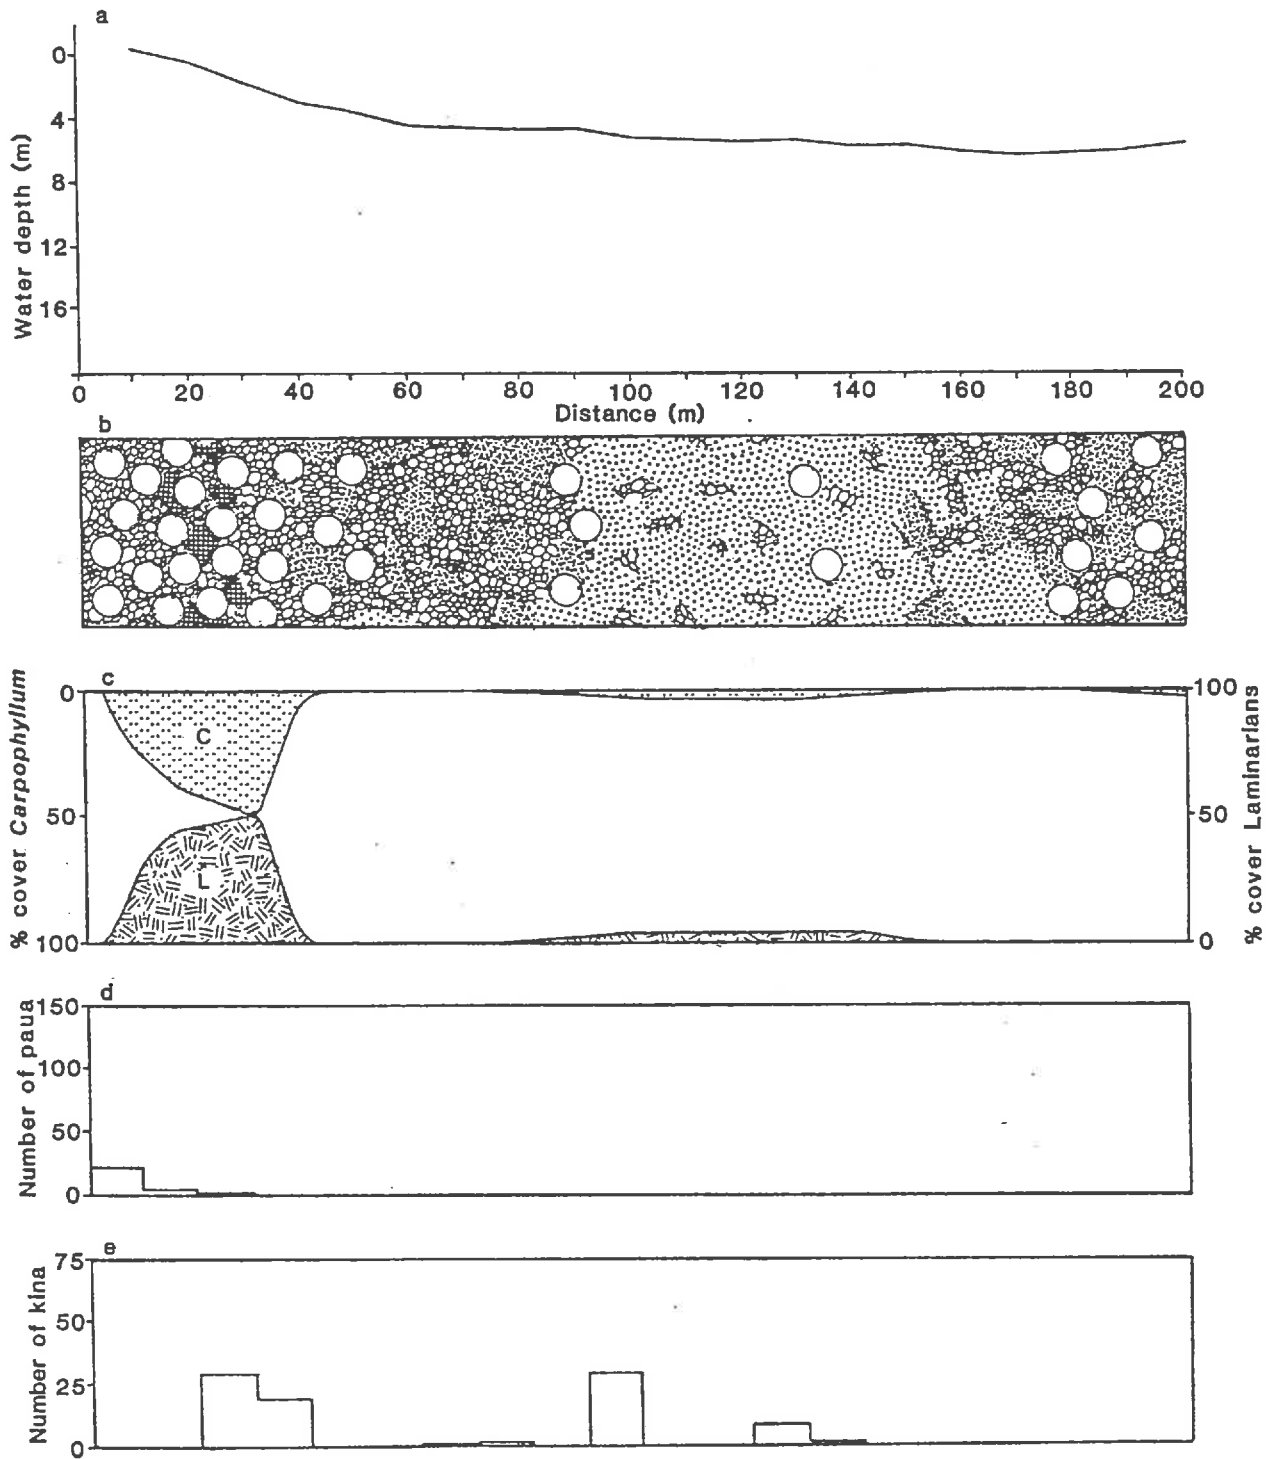 a
0
4
8
12
16
Water depth (m)
0 20 40 60 80 100 120 140 160 180 200
Distance (m)
b
c
0
50
100
% cover Carpophyllum
C
L
100
50
0
% cover Laminarians
d
150
100
50
0
Number of paua
e
75
50
25
0
Number of kina